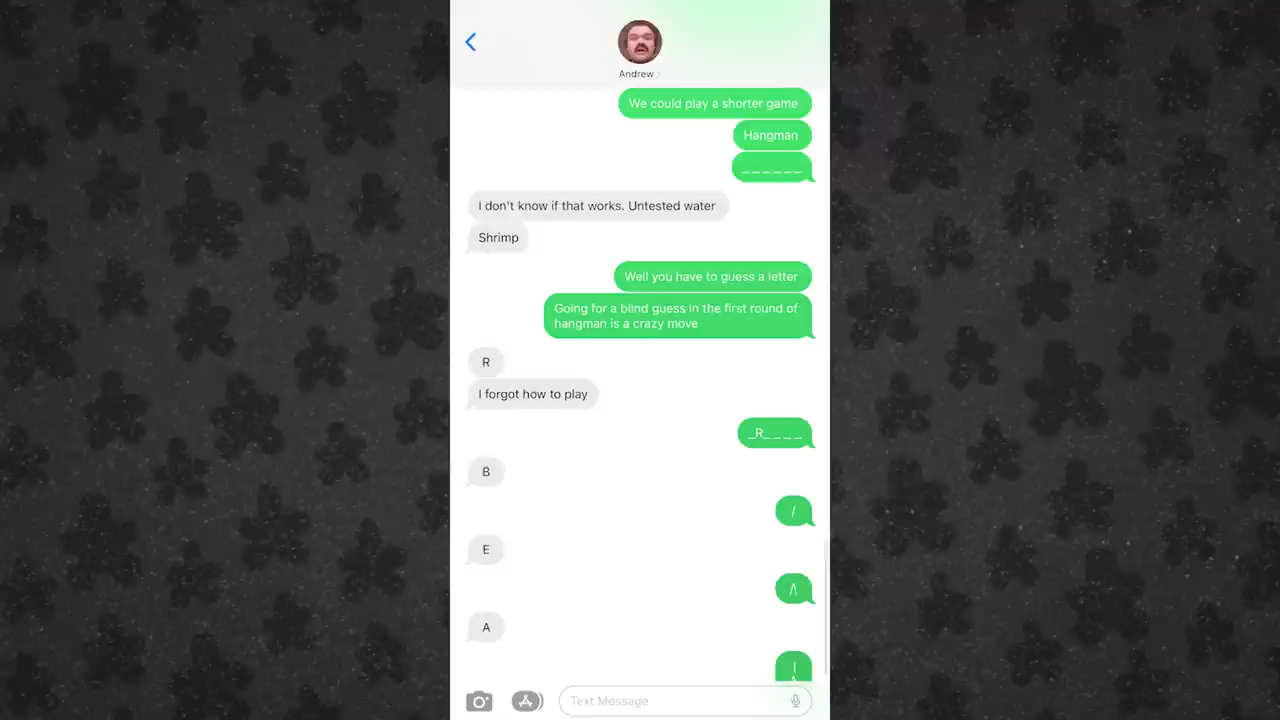 Andrew
We could play a shorter game
Hangman
_ _ _ _ _ _
I don't know if that works. Untested water
Shrimp
Well you have to guess a letter
Going for a blind guess in the first round of
hangman is a crazy move
R
I forgot how to play
_R_ _ _ _
B
/
E
/\
A
|
Text Message